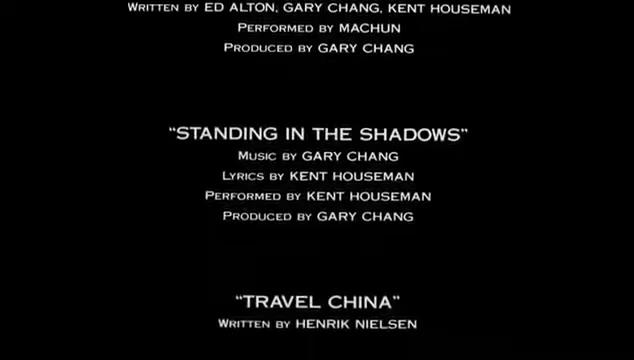 WRITTEN BY ED ALTON, GARY CHANG, KENT HOUSEMAN
PERFORMED BY MACHUN
PRODUCED BY GARY CHANG
"STANDING IN THE SHADOWS"
MUSIC BY GARY CHANG
LYRICS BY KENT HOUSEMAN
PERFORMED BY KENT HOUSEMAN
PRODUCED BY GARY CHANG
"TRAVEL CHINA"
WRITTEN BY HENRIK NIELSEN